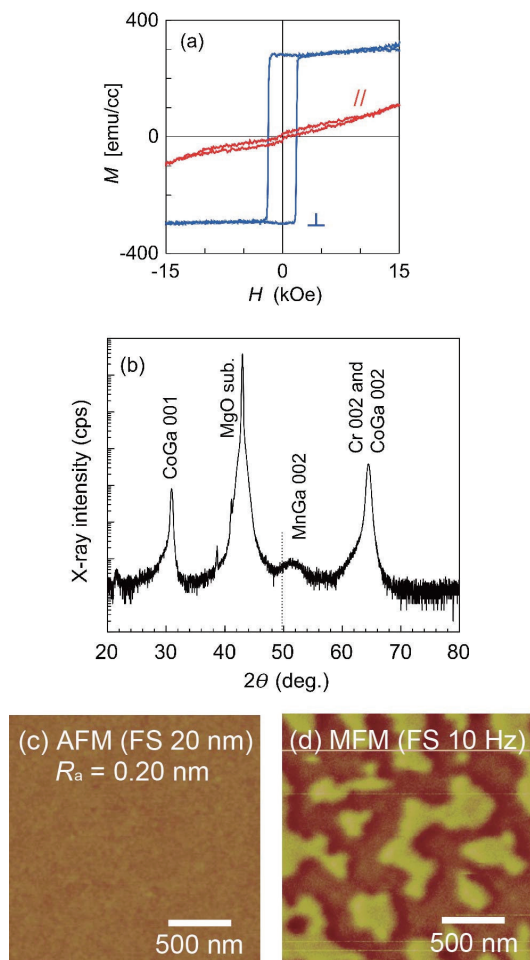 (a)
400
0
-400
M [emu/cc]
//
⊥
-15
0
15
H (kOe)
(b)
X-ray intensity (cps)
CoGa 001
MgO sub.
MnGa 002
Cr 002 and
CoGa 002
20
30
40
50
60
70
80
2θ (deg.)
(c) AFM (FS 20 nm)
Ra = 0.20 nm
500 nm
(d) MFM (FS 10 Hz)
500 nm